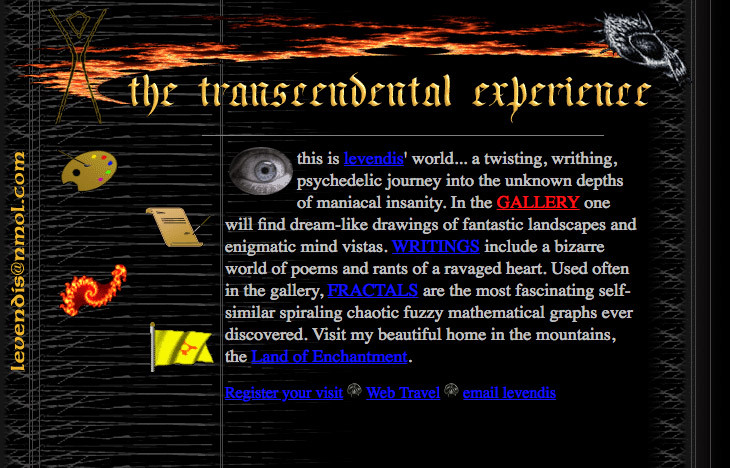 the transcendental experience
levendis@nmol.com
this is levendis' world... a twisting, writhing,
psychedelic journey into the unknown depths
of maniacal insanity. In the GALLERY one
will find dream-like drawings of fantastic landscapes and
enigmatic mind vistas. WRITINGS include a bizarre
world of poems and rants of a ravaged heart. Used often
in the gallery, FRACTALS are the most fascinating self-
similar spiraling chaotic fuzzy mathematical graphs ever
discovered. Visit my beautiful home in the mountains,
the Land of Enchantment.
Register your visit Web Travel email levendis